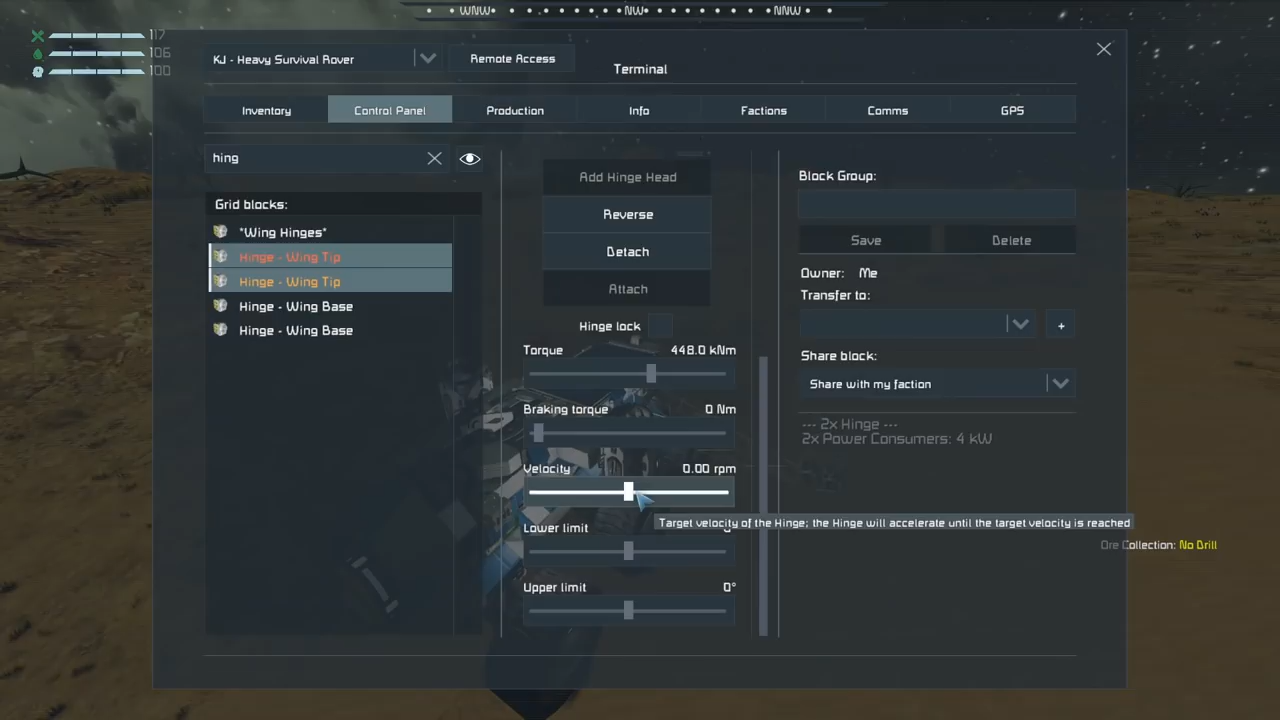 WNW NW NNW
117
106
100
KJ - Heavy Survival Rover
Remote Access
Terminal
Inventory Control Panel Production Info Factions Comms GPS
hing
Grid blocks:
*Wing Hinges*
Hinge - Wing Tip
Hinge - Wing Tip
Hinge - Wing Base
Hinge - Wing Base
Add Hinge Head
Reverse
Detach
Attach
Hinge lock
Torque 448.0 kNm
Braking torque 0 Nm
Velocity 0.00 rpm
Target velocity of the Hinge; the Hinge will accelerate until the target velocity is reached
Lower limit
Upper limit 0°
Block Group:
Save Delete
Owner: Me
Transfer to:
+
Share block:
Share with my faction
--- 2x Hinge ---
2x Power Consumers: 4 kW
Ore Collection: No Drill